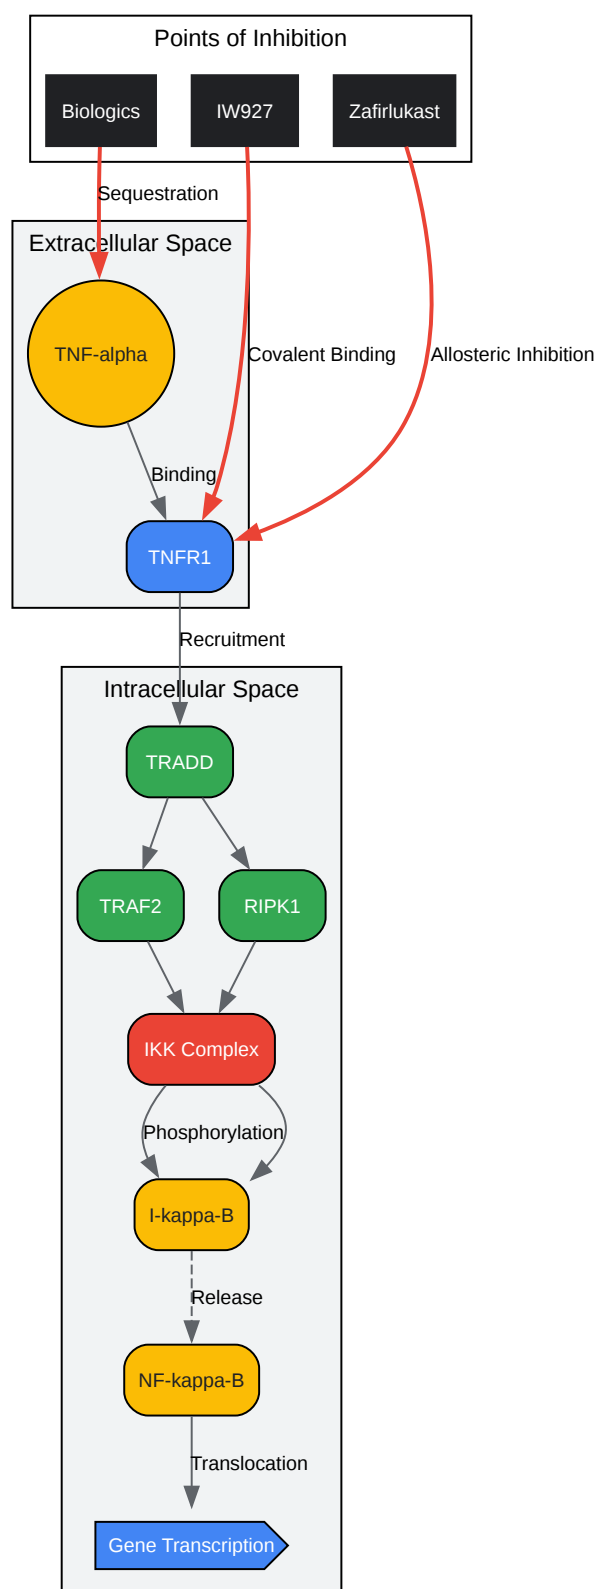 Points of Inhibition
Biologics
IW927
Zafirlukast
Sequestration
Extracellular Space
TNF-alpha
Covalent Binding
Allosteric Inhibition
Binding
TNFR1
Recruitment
Intracellular Space
TRADD
TRAF2
RIPK1
IKK Complex
Phosphorylation
I-kappa-B
Release
NF-kappa-B
Translocation
Gene Transcription